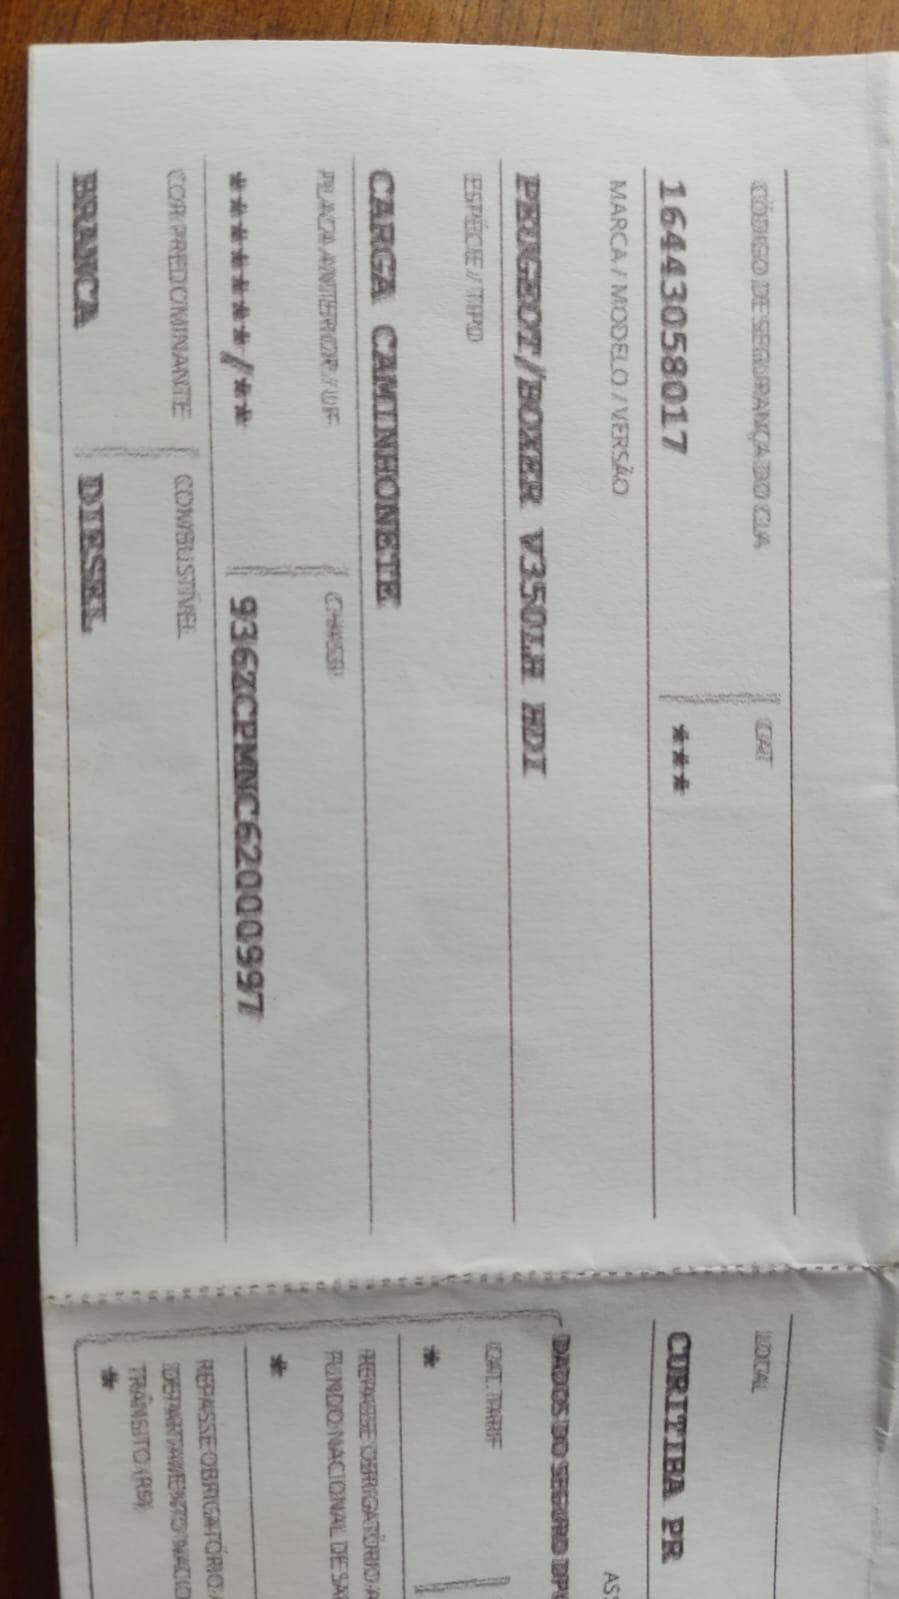 CÓDIGO DE SEGURANÇA DO CLA CAT
16443058017 ***
MARCA / MODELO / VERSÃO
PEUGEOT/BOXER V350LH HDI
ESPÉCIE / TIPO
CARGA CAMINHONETE
PLACA ANTERIOR / UF CHASSI
*******/** 936ZCPMNC62000997
COR PREDOMINANTE COMBUSTÍVEL
BRANCA DIESEL
LOCAL
CURITIBA PR
AS
DADOS DO SEGURO DP
CAT. TARIF
*
REPASSE OBRIGATÓRIO A
FUNDO NACIONAL DE SA
*
REPASSE OBRIGATÓRIO
DEPARTAMENTO NACIO
TRÂNSITO (R$)
*